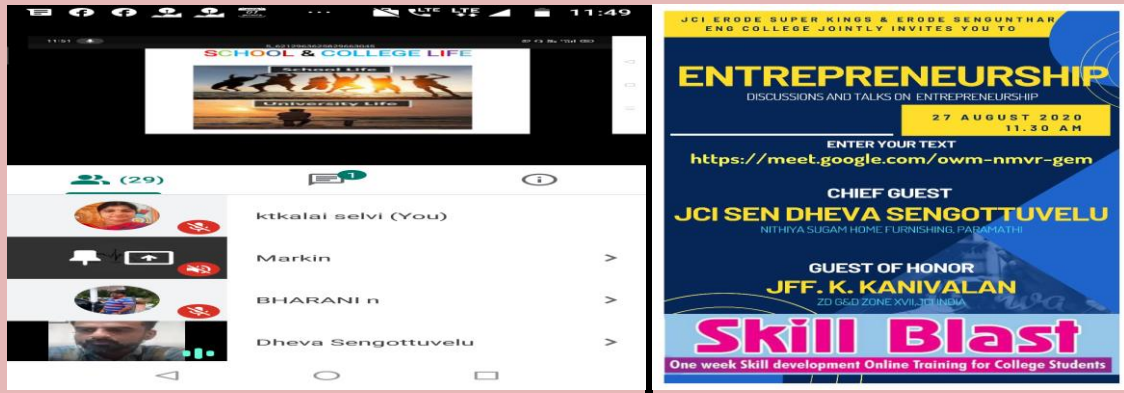 11:49
11:51
SCHOOL & COLLEGE LIFE
School Life
University Life
(29)
1
ktkalai selvi (You)
Markin
BHARANI n
Dheva Sengottuvelu
JCI ERODE SUPER KINGS & ERODE SENGUNTHAR
ENG COLLEGE JOINTLY INVITES YOU TO
ENTREPRENEURSHIP
DISCUSSIONS AND TALKS ON ENTREPRENEURSHIP
27 AUGUST 2020
11.30 AM
ENTER YOUR TEXT
https://meet.google.com/owm-nmvr-gem
CHIEF GUEST
JCI SEN DHEVA SENGOTTUVELU
NITHIYA SUGAM HOME FURNISHING, PARAMATHI
GUEST OF HONOR
JFF. K. KANIVALAN
ZD G&D ZONE XVII,JCI INDIA
Skill Blast
One week Skill development Online Training for College Students